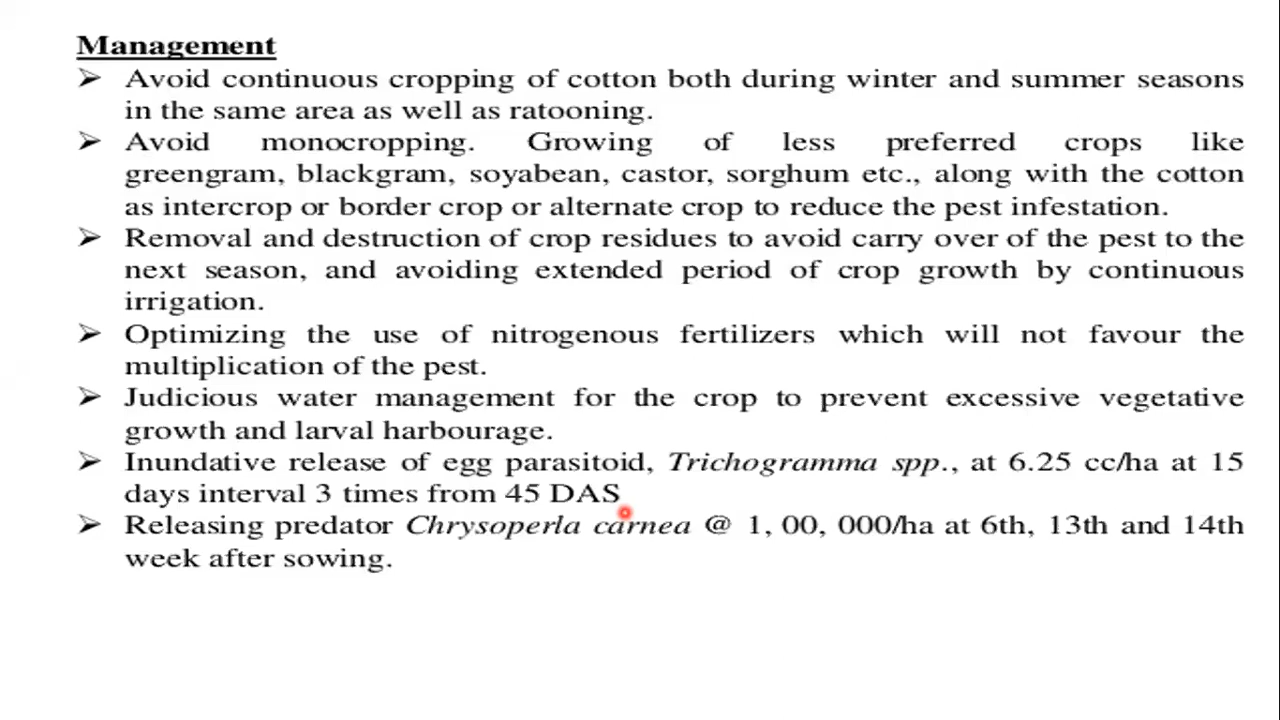 Management
➢ Avoid continuous cropping of cotton both during winter and summer seasons
in the same area as well as ratooning.
➢ Avoid monocropping. Growing of less preferred crops like
greengram, blackgram, soyabean, castor, sorghum etc., along with the cotton
as intercrop or border crop or alternate crop to reduce the pest infestation.
➢ Removal and destruction of crop residues to avoid carry over of the pest to the
next season, and avoiding extended period of crop growth by continuous
irrigation.
➢ Optimizing the use of nitrogenous fertilizers which will not favour the
multiplication of the pest.
➢ Judicious water management for the crop to prevent excessive vegetative
growth and larval harbourage.
➢ Inundative release of egg parasitoid, Trichogramma spp., at 6.25 cc/ha at 15
days interval 3 times from 45 DAS
➢ Releasing predator Chrysoperla carnea @ 1, 00, 000/ha at 6th, 13th and 14th
week after sowing.